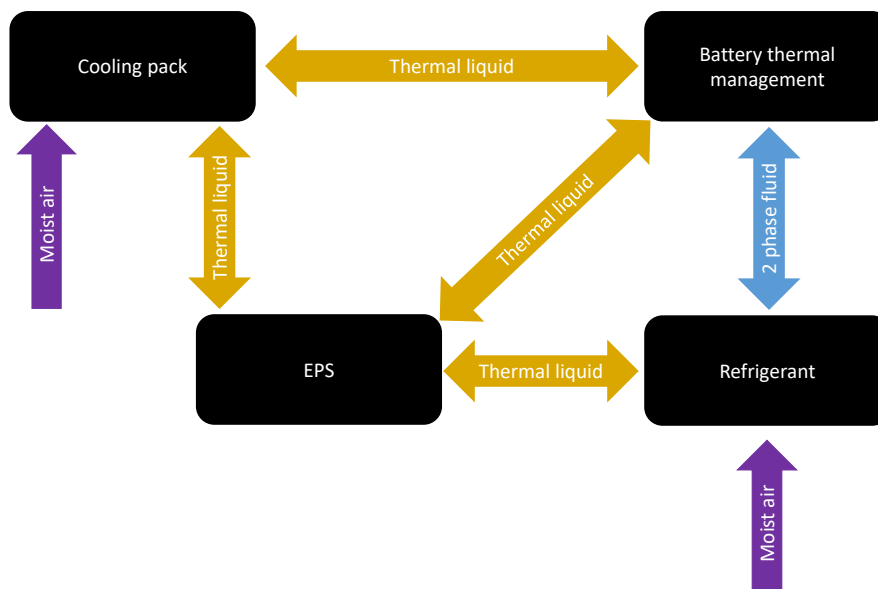 Cooling pack
Thermal liquid
Battery thermal
management
Moist air
Thermal liquid
Thermal liquid
2 phase fluid
EPS
Thermal liquid
Refrigerant
Moist air